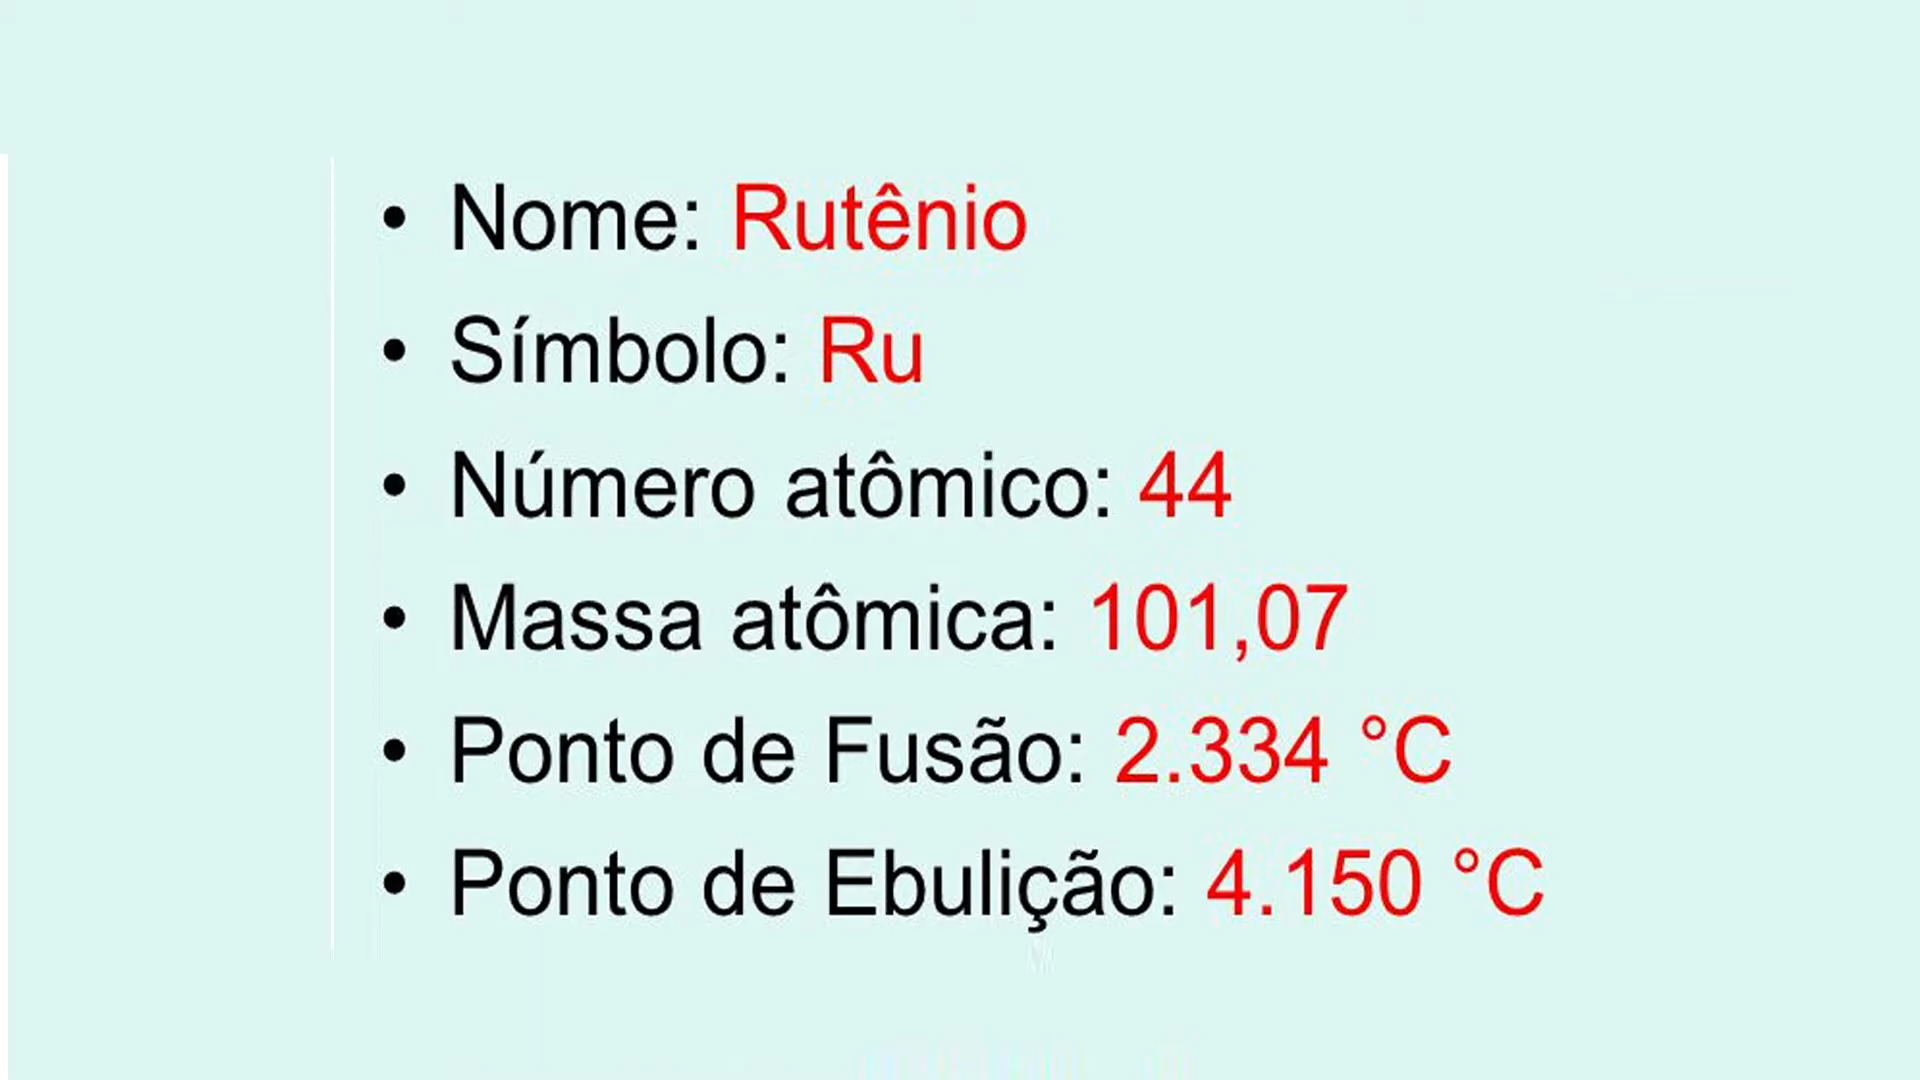 • Nome: Rutênio
• Símbolo: Ru
• Número atômico: 44
• Massa atômica: 101,07
• Ponto de Fusão: 2.334 °C
• Ponto de Ebulição: 4.150 °C